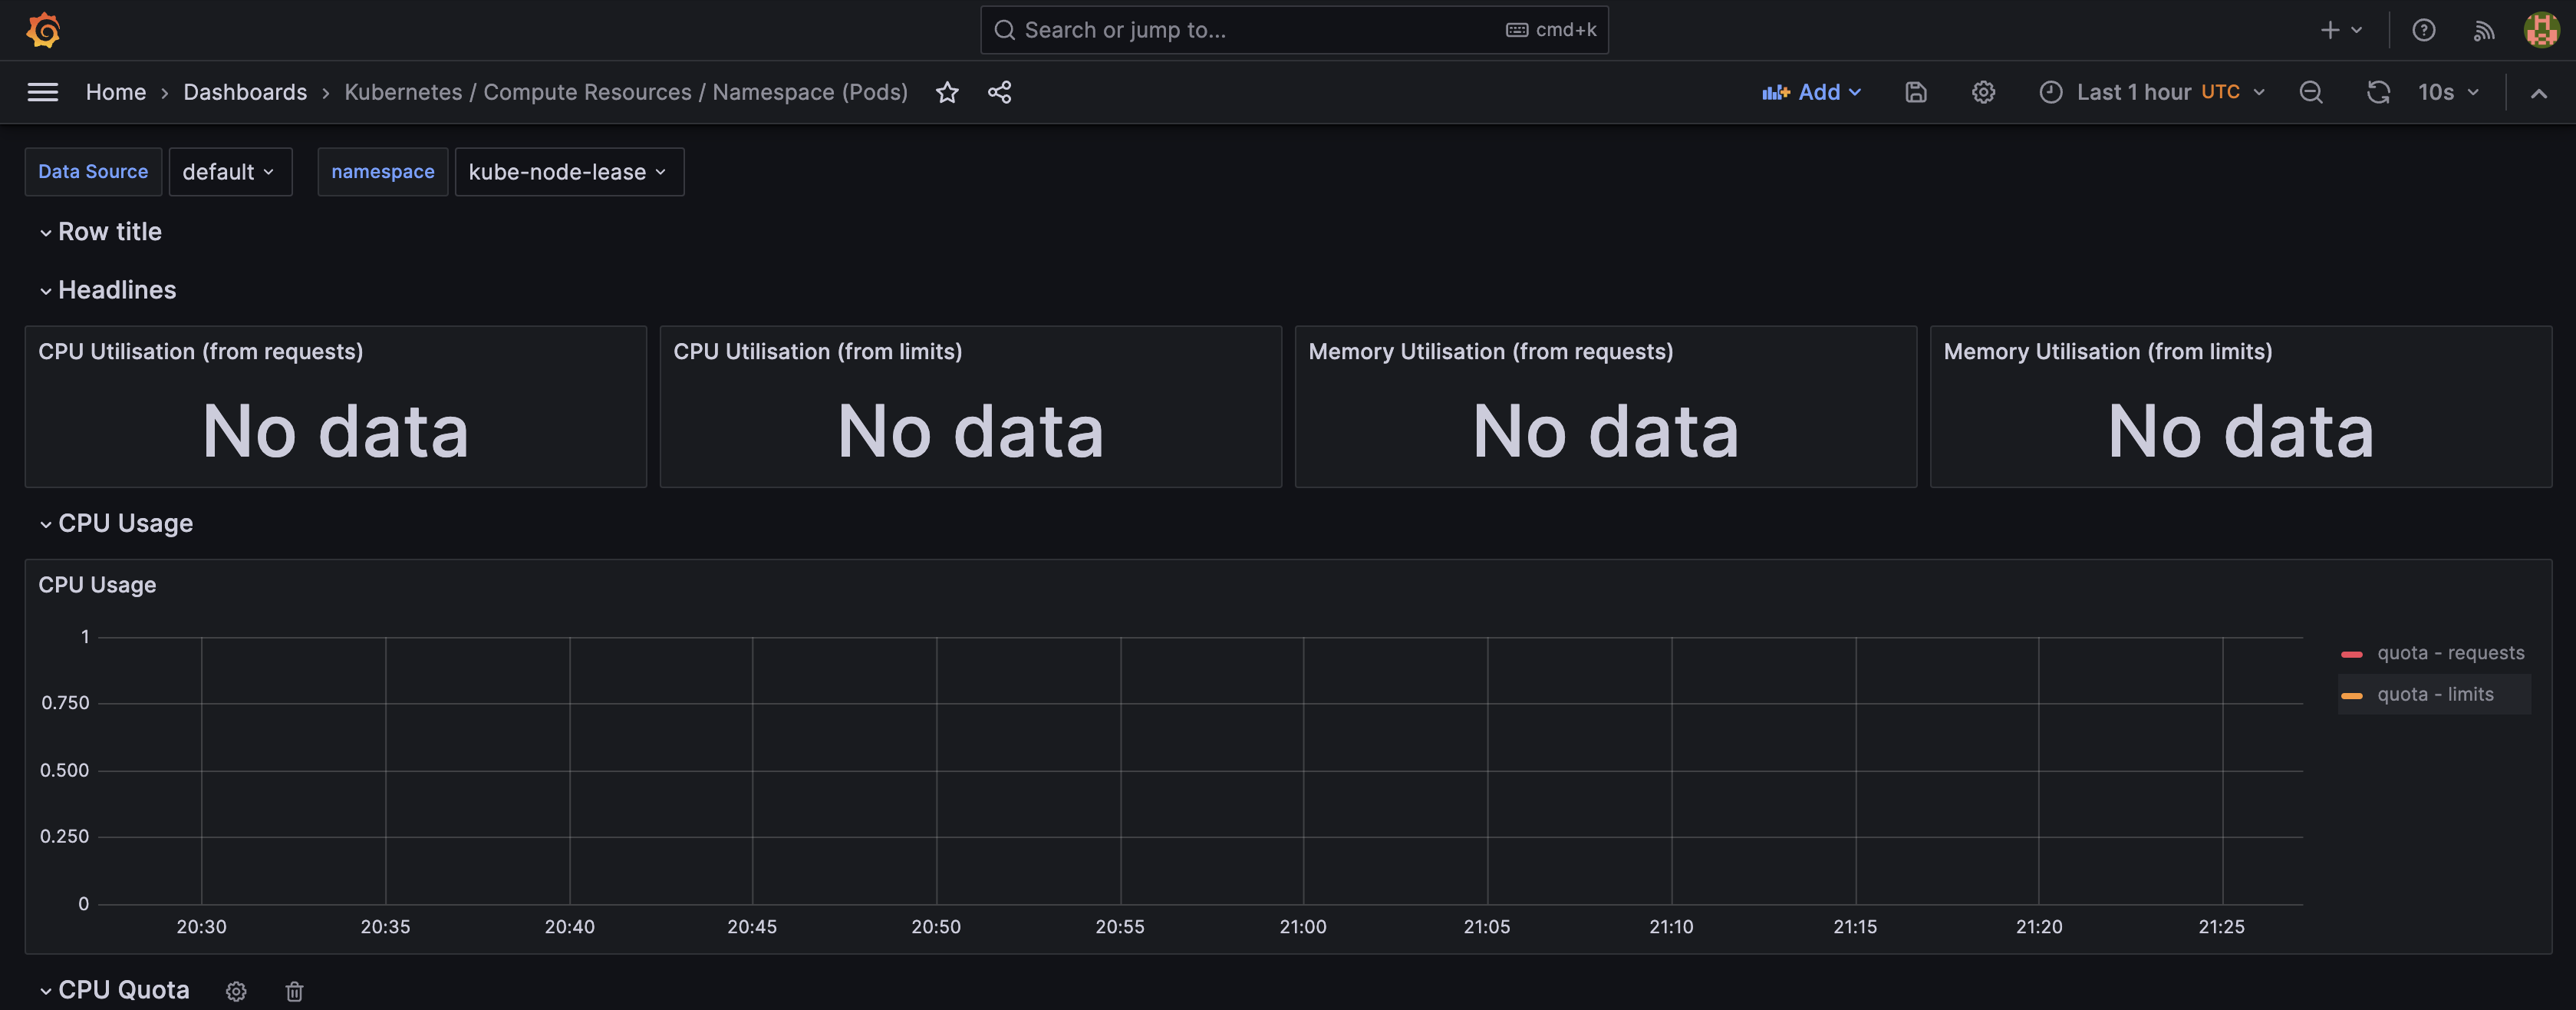 Search or jump to... cmd+k
Home › Dashboards › Kubernetes / Compute Resources / Namespace (Pods) Add Last 1 hour UTC 10s
Data Source default namespace kube-node-lease
Row title
Headlines
CPU Utilisation (from requests)
No data
CPU Utilisation (from limits)
No data
Memory Utilisation (from requests)
No data
Memory Utilisation (from limits)
No data
CPU Usage
CPU Usage
1
0.750
0.500
0.250
0
20:30 20:35 20:40 20:45 20:50 20:55 21:00 21:05 21:10 21:15 21:20 21:25
quota - requests
quota - limits
CPU Quota